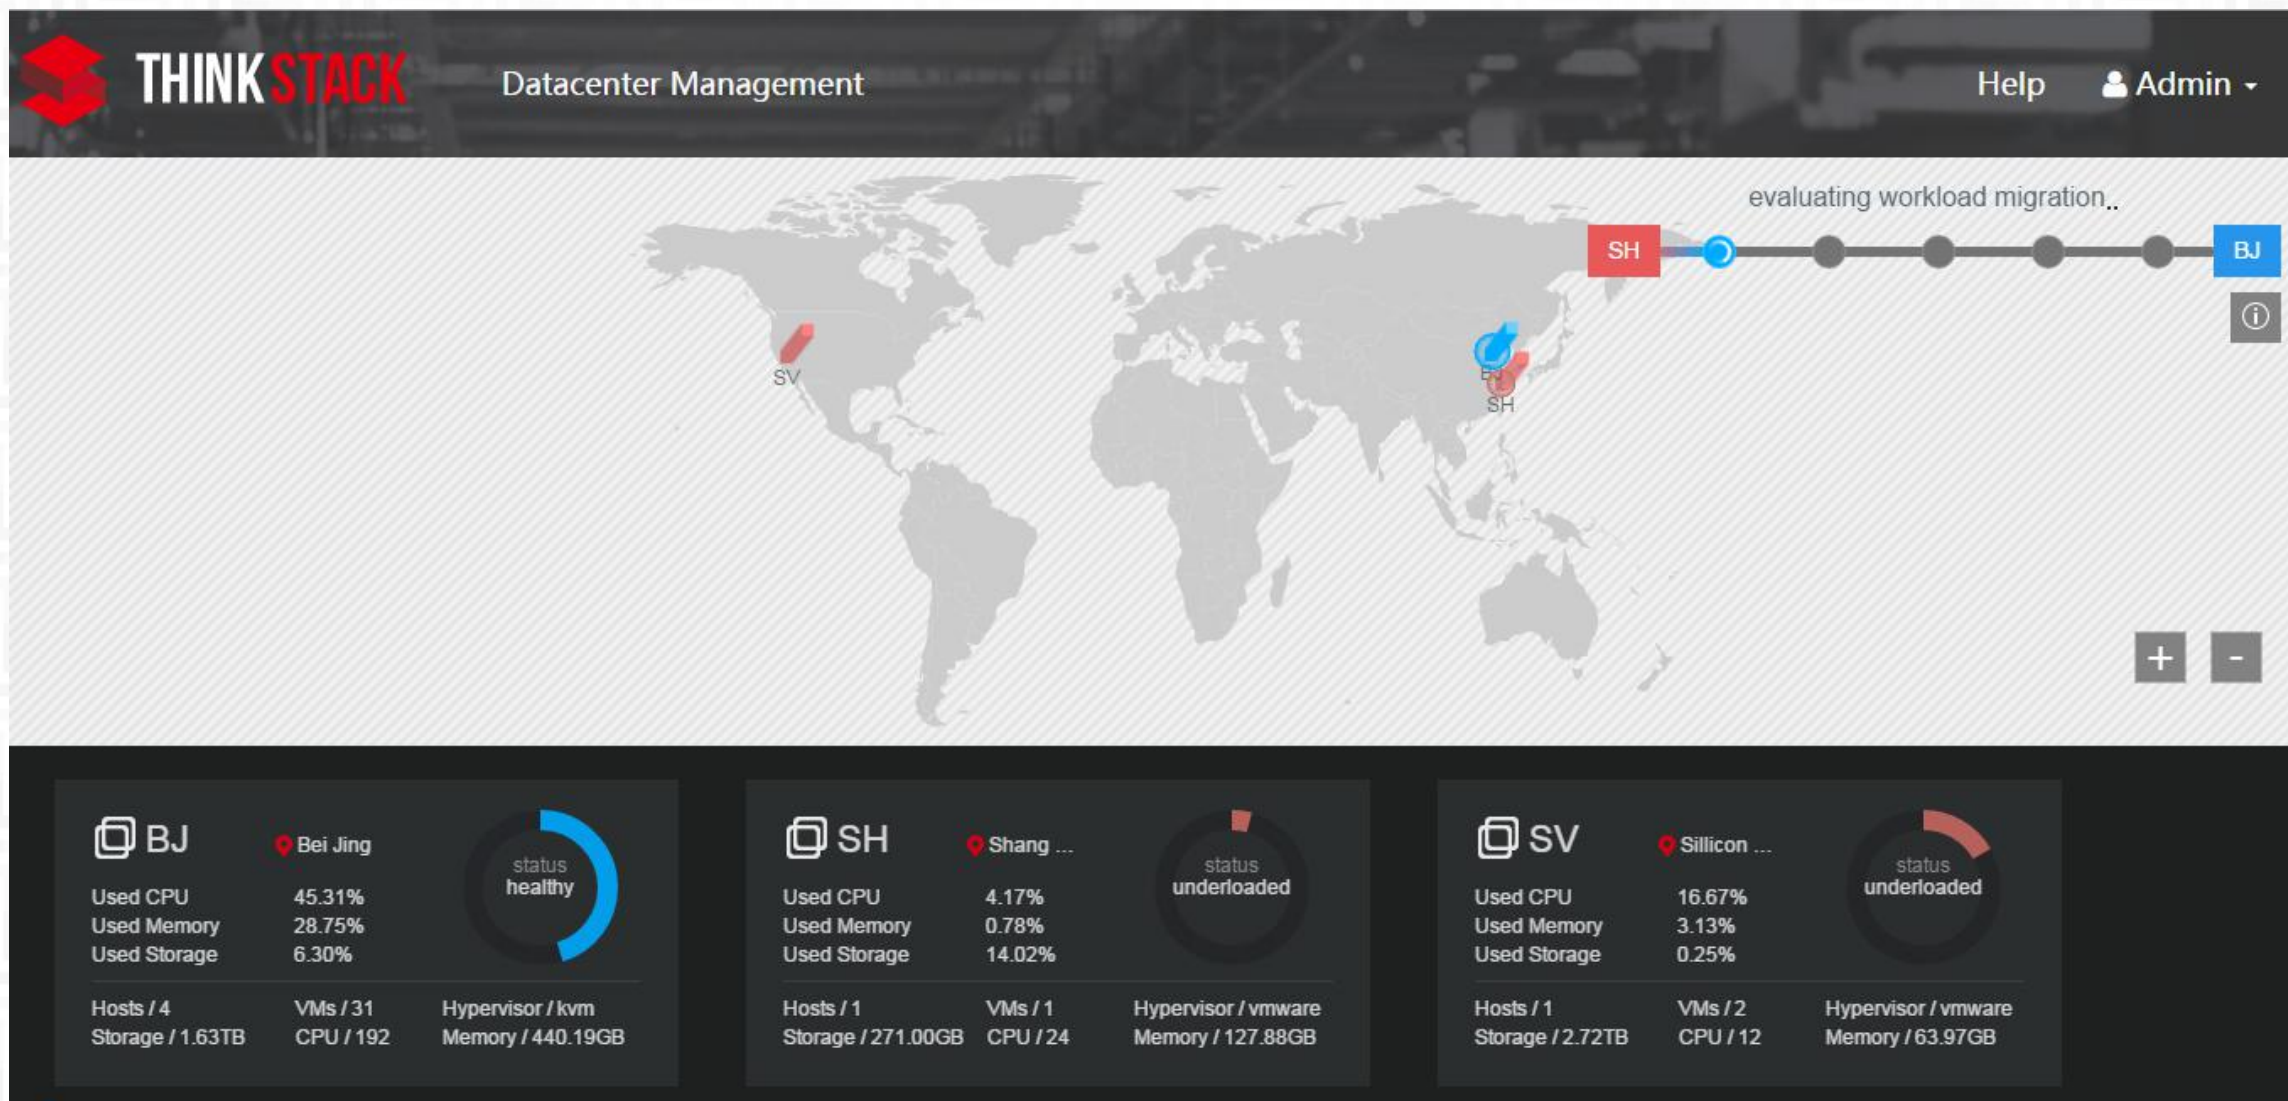 THINKSTACK
Datacenter Management
Help
Admin
evaluating workload migration..
SH
BJ
SV
BJ
SH
+
-
BJ
Bei Jing
status
healthy
Used CPU 45.31%
Used Memory 28.75%
Used Storage 6.30%
Hosts / 4 VMs / 31 Hypervisor / kvm
Storage / 1.63TB CPU / 192 Memory / 440.19GB
SH
Shang ...
status
underloaded
Used CPU 4.17%
Used Memory 0.78%
Used Storage 14.02%
Hosts / 1 VMs / 1 Hypervisor / vmware
Storage / 271.00GB CPU / 24 Memory / 127.88GB
SV
Sillicon ...
status
underloaded
Used CPU 16.67%
Used Memory 3.13%
Used Storage 0.25%
Hosts / 1 VMs / 2 Hypervisor / vmware
Storage / 2.72TB CPU / 12 Memory / 63.97GB